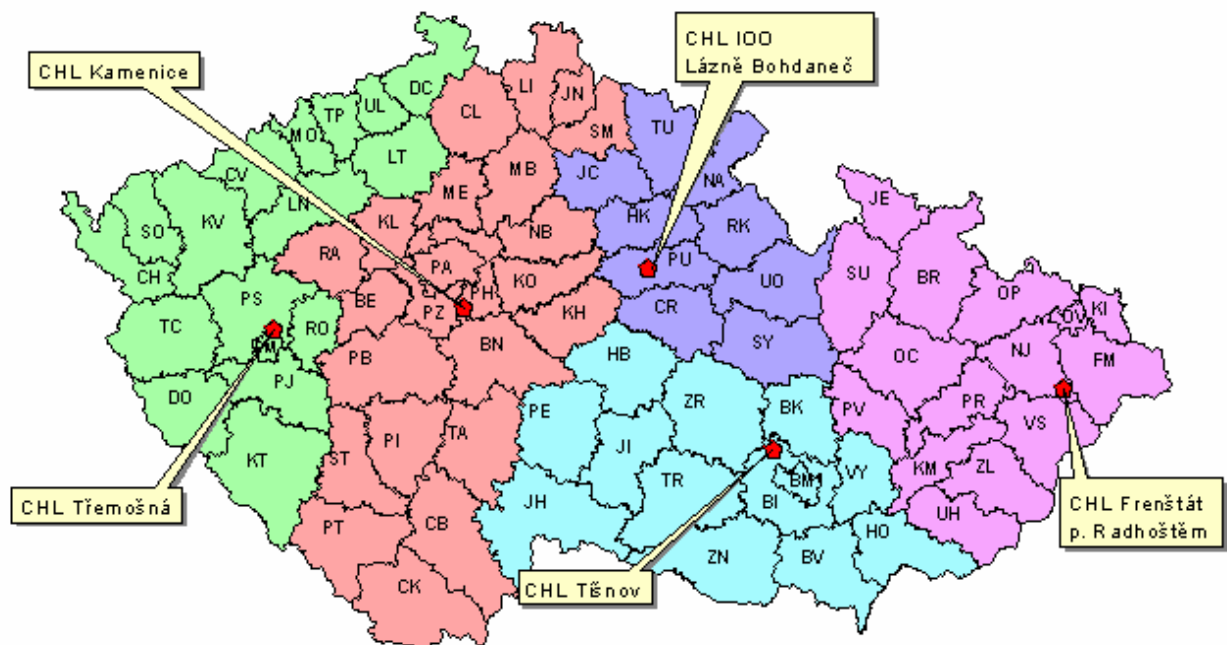 CHL Kamenice
CHL IOO
Lázně Bohdaneč
DC
UL
TP
MO
LT
CV
LN
KV
SO
CH
PS
RO
TC
PJ
DO
KT
CL
LI
JN
SM
MB
ME
KL
NB
RA
PA
PH
KO
BE
PZ
KH
PB
BN
ST
PI
TA
PT
CB
CK
TU
JC
NA
HK
RK
PU
UO
CR
SY
HB
PE
ZR
BK
JI
TR
BM
BI
VY
JH
ZN
BV
HO
JE
SU
BR
OP
OV
KI
OC
NJ
FM
PV
PR
VS
KM
ZL
UH
CHL Třemošná
CHL Tišnov
CHL Frenštát
p. Radhoštěm